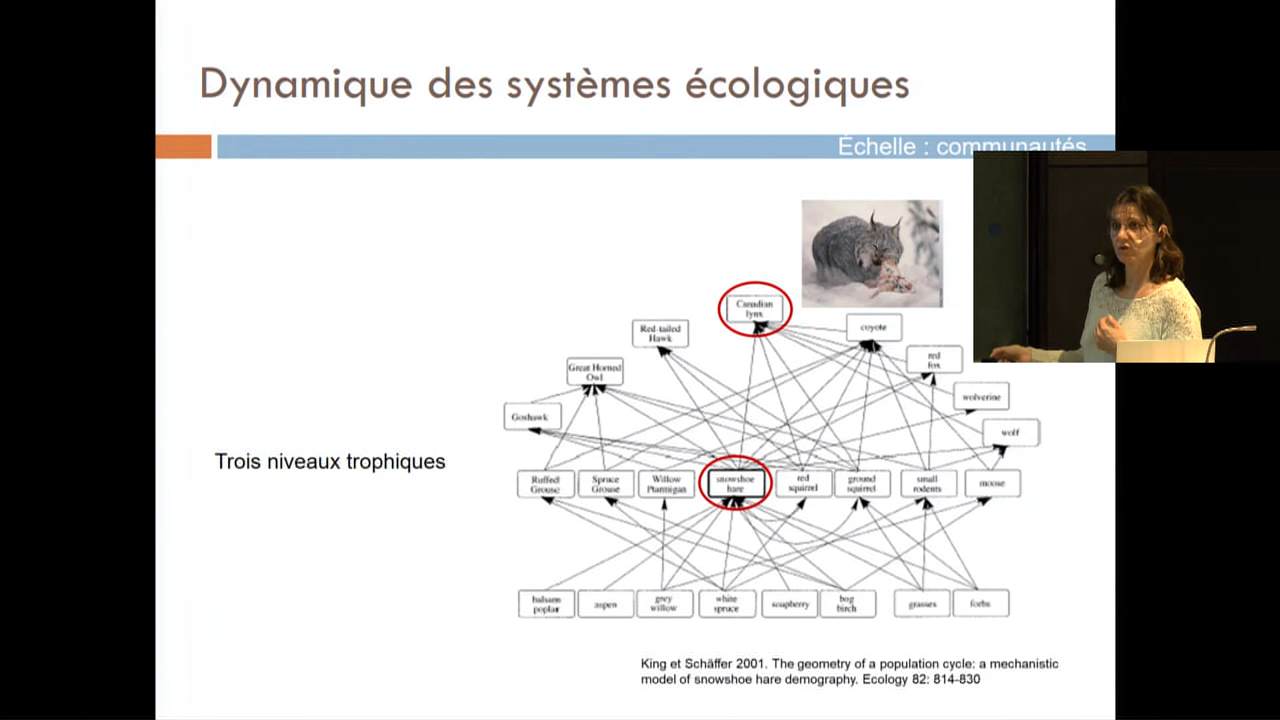 Dynamique des systèmes écologiques
Échelle : communautés
Canadian
lynx
Red-tailed
Hawk
coyote
red
fox
Great Horned
Owl
wolverine
Goshawk
wolf
Trois niveaux trophiques
Ruffed
Grouse
Spruce
Grouse
Willow
Ptarmigan
snowshoe
hare
red
squirrel
ground
squirrel
small
rodents
moose
balsam
poplar
aspen
grey
willow
white
spruce
soapberry
bog
birch
grasses
forbs
King et Schäffer 2001. The geometry of a population cycle: a mechanistic
model of snowshoe hare demography. Ecology 82: 814-830